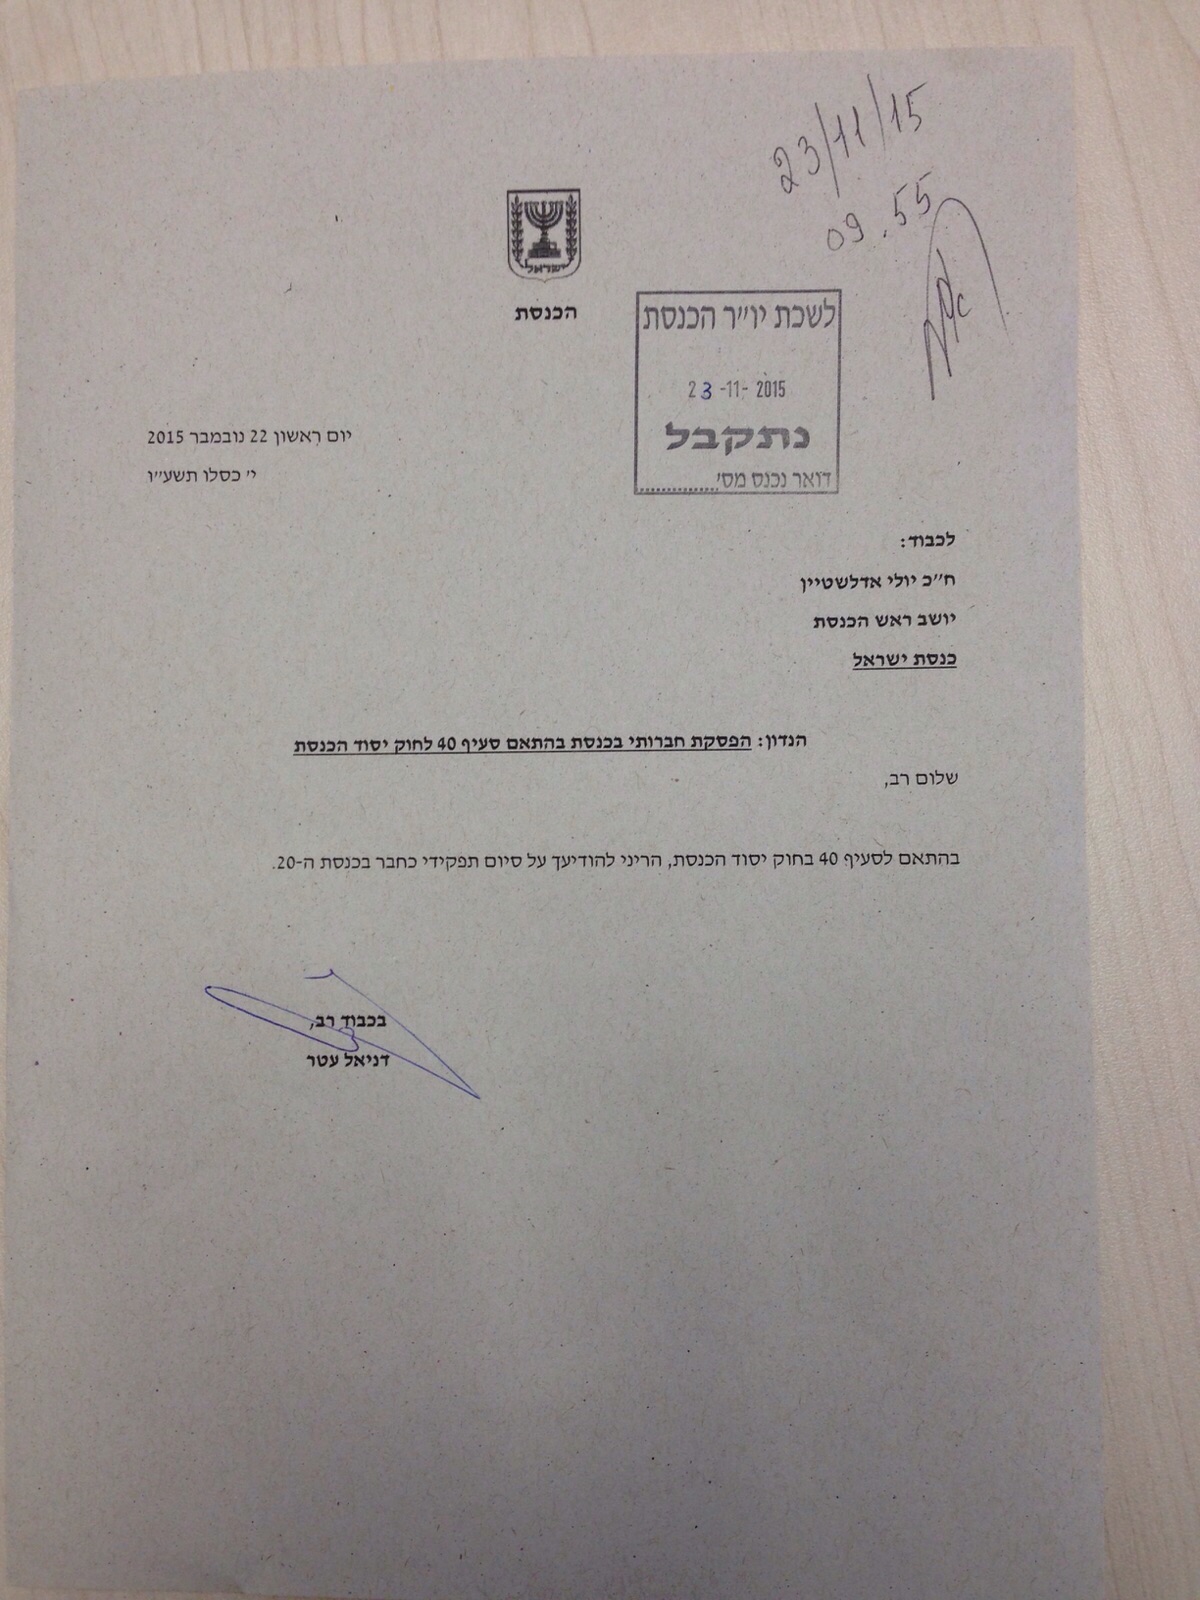 23/11/15
09.55
ישראל
הכנסת
לשכת יו"ר הכנסת
23-11-2015
נתקבל
דואר נכנס מס'
יום ראשון 22 נובמבר 2015
י' כסלו תשע"ו
לכבוד:
ח"כ יולי אדלשטיין
יושב ראש הכנסת
כנסת ישראל
הנדון: הפסקת חברותי בכנסת בהתאם סעיף 40 לחוק יסוד הכנסת
שלום רב,
בהתאם לסעיף 40 בחוק יסוד הכנסת, הריני להודיעך על סיום תפקידי כחבר בכנסת ה-20.
בכבוד רב,
דניאל עטר